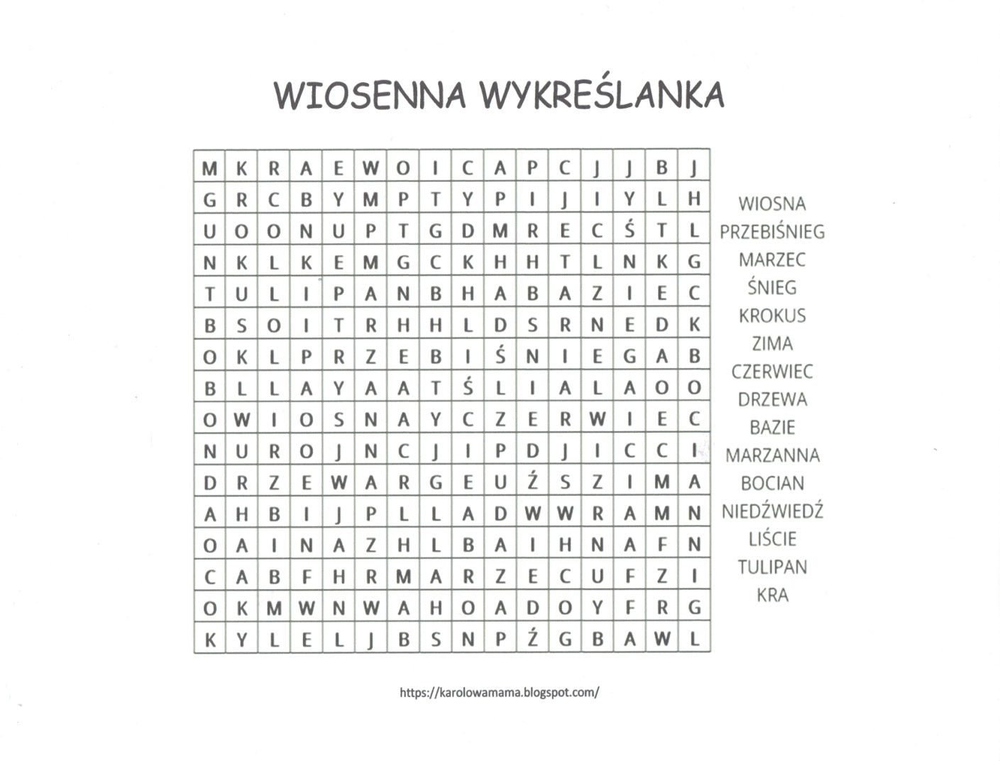 WIOSENNA WYKREŚLANKA
M K R A E W O I C A P C J J B J
G R C B Y M P T Y P I J I Y L H
U O O N U P T G D M R E C Ś T L
N K L K E M G C K H H T L N K G
T U L I P A N B H A B A Z I E C
B S O I T R H H L D S R N E D K
O K L P R Z E B I Ś N I E G A B
B L L A Y A A T Ś L I A L A O O
O W I O S N A Y C Z E R W I E C
N U R O J N C J I P D J I C C I
D R Z E W A R G E U Ź S Z I M A
A H B I J P L L A D W W R A M N
O A I N A Z H L B A I H N A F N
C A B F H R M A R Z E C U F Z I
O K M W N W A H O A D O Y F R G
K Y L E L J B S N P Ź G B A W L
WIOSNA
PRZEBIŚNIEG
MARZEC
ŚNIEG
KROKUS
ZIMA
CZERWIEC
DRZEWA
BAZIE
MARZANNA
BOCIAN
NIEDŹWIEDŹ
LIŚCIE
TULIPAN
KRA
https://karolowamama.blogspot.com/